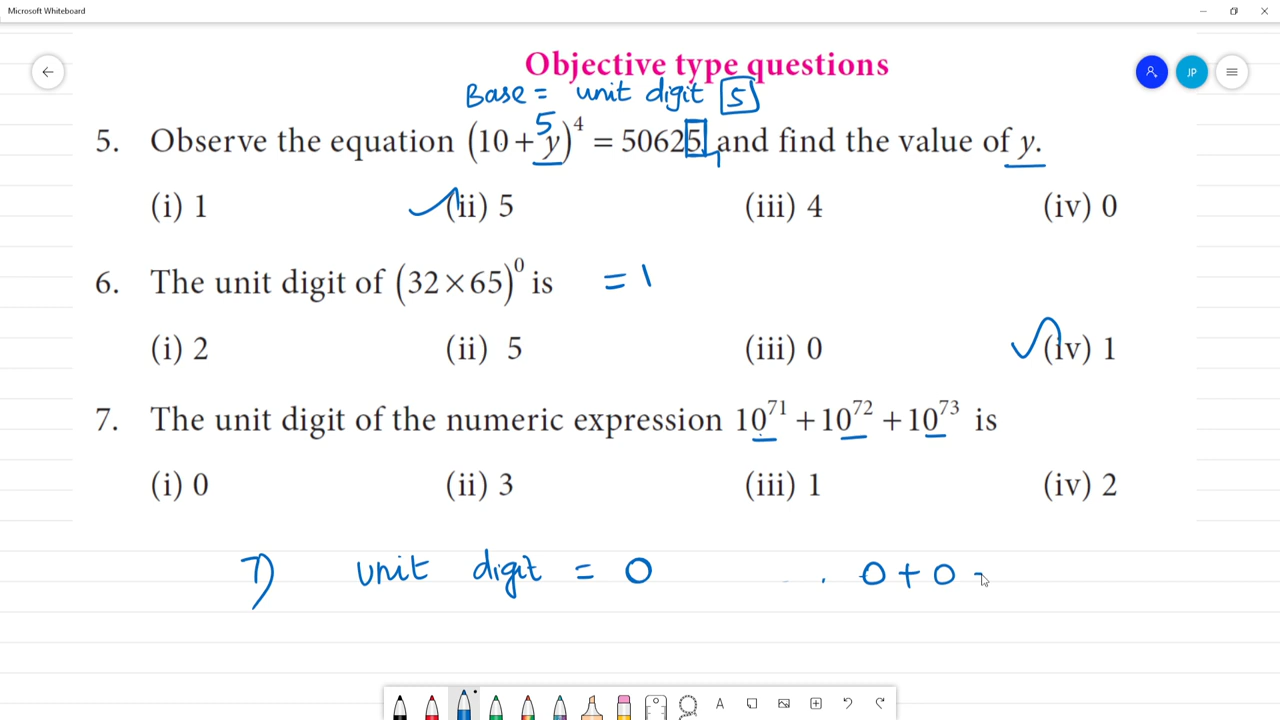 Microsoft Whiteboard
Objective type questions
JP
Base = unit digit 5
5. Observe the equation (10 + y)⁴ = 50625 and find the value of y.
5
(i) 1 (ii) 5 (iii) 4 (iv) 0
6. The unit digit of (32 × 65)⁰ is = 1
(i) 2 (ii) 5 (iii) 0 (iv) 1
7. The unit digit of the numeric expression 10⁷¹ + 10⁷² + 10⁷³ is
(i) 0 (ii) 3 (iii) 1 (iv) 2
7) unit digit = 0 0 + 0
A